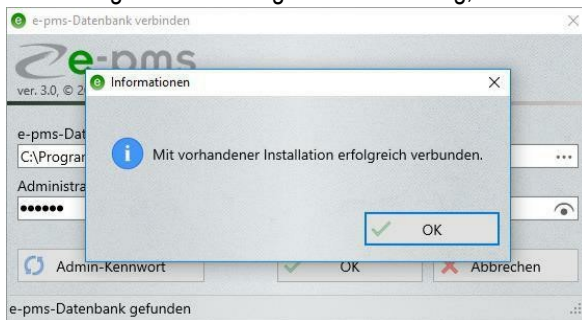 e-pms-Datenbank verbinden
e-pms
ver. 3.0, © 2
Informationen
e-pms-Dat
Mit vorhandener Installation erfolgreich verbunden.
C:\Program
Administra
••••••
OK
Admin-Kennwort
OK
Abbrechen
e-pms-Datenbank gefunden